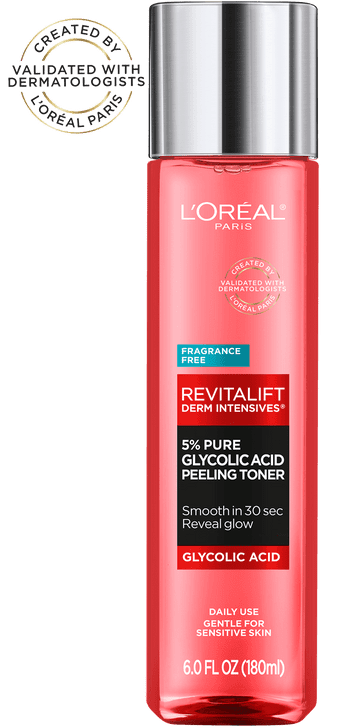 CREATED BY
VALIDATED WITH
DERMATOLOGISTS
L'ORÉAL PARIS
L'ORÉAL®
PARIS
CREATED BY
VALIDATED WITH
DERMATOLOGISTS
L'ORÉAL PARIS
FRAGRANCE
FREE
REVITALIFT
DERM INTENSIVES®
5% PURE
GLYCOLIC ACID
PEELING TONER
Smooth in 30 sec
Reveal glow
GLYCOLIC ACID
DAILY USE
GENTLE FOR
SENSITIVE SKIN
6.0 FL OZ (180ml)